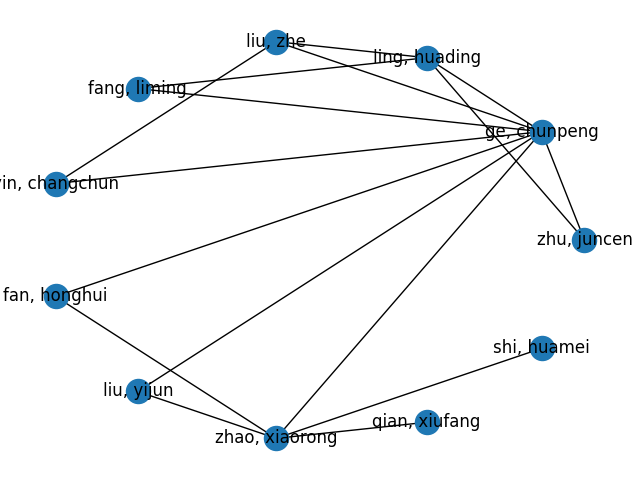 liu, zhe
ling, huading
fang, liming
ge, chunpeng
yin, changchun
zhu, juncen
fan, honghui
shi, huamei
liu, yijun
qian, xiufang
zhao, xiaorong